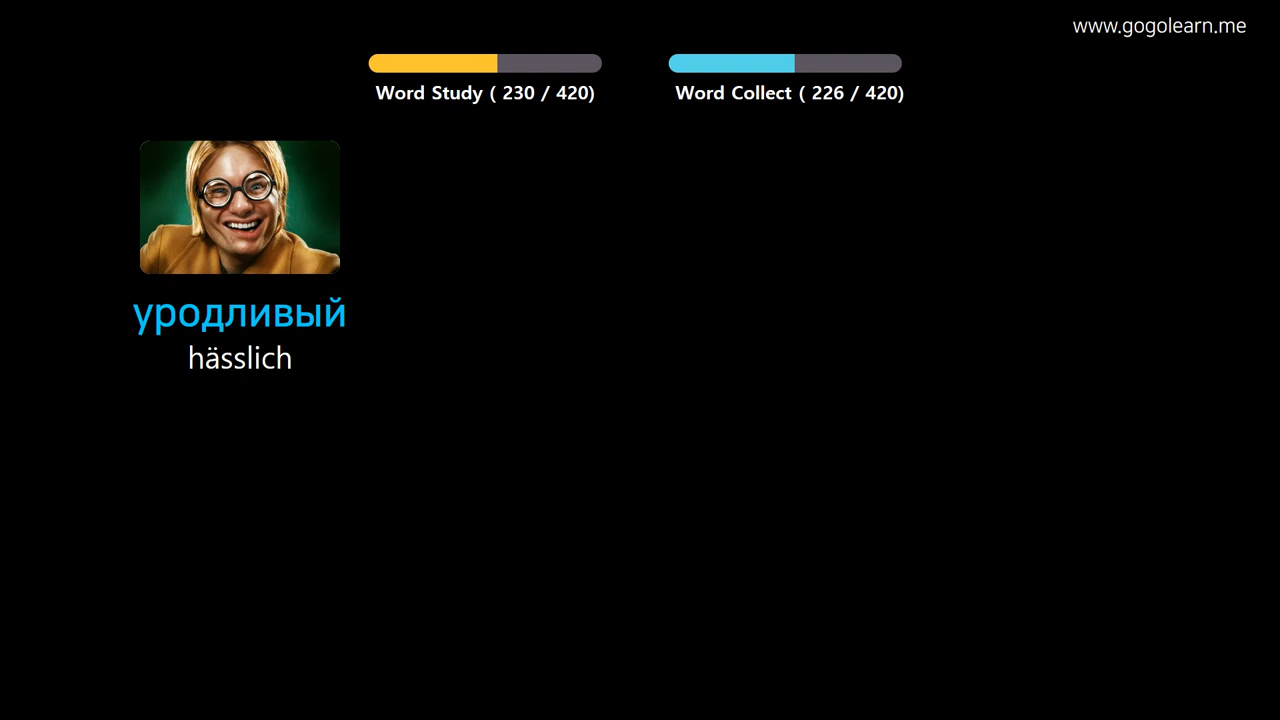 www.gogolearn.me
Word Study ( 230 / 420)
Word Collect ( 226 / 420)
уродливый
hässlich